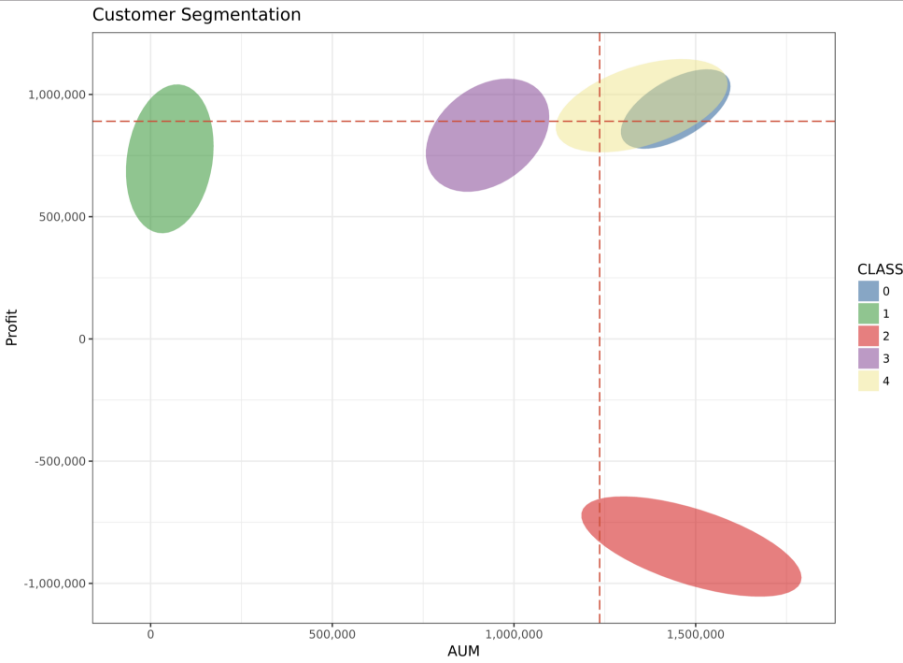 Customer Segmentation
1,000,000
500,000
0
-500,000
-1,000,000
Profit
0 500,000 1,000,000 1,500,000
AUM
CLASS
0
1
2
3
4